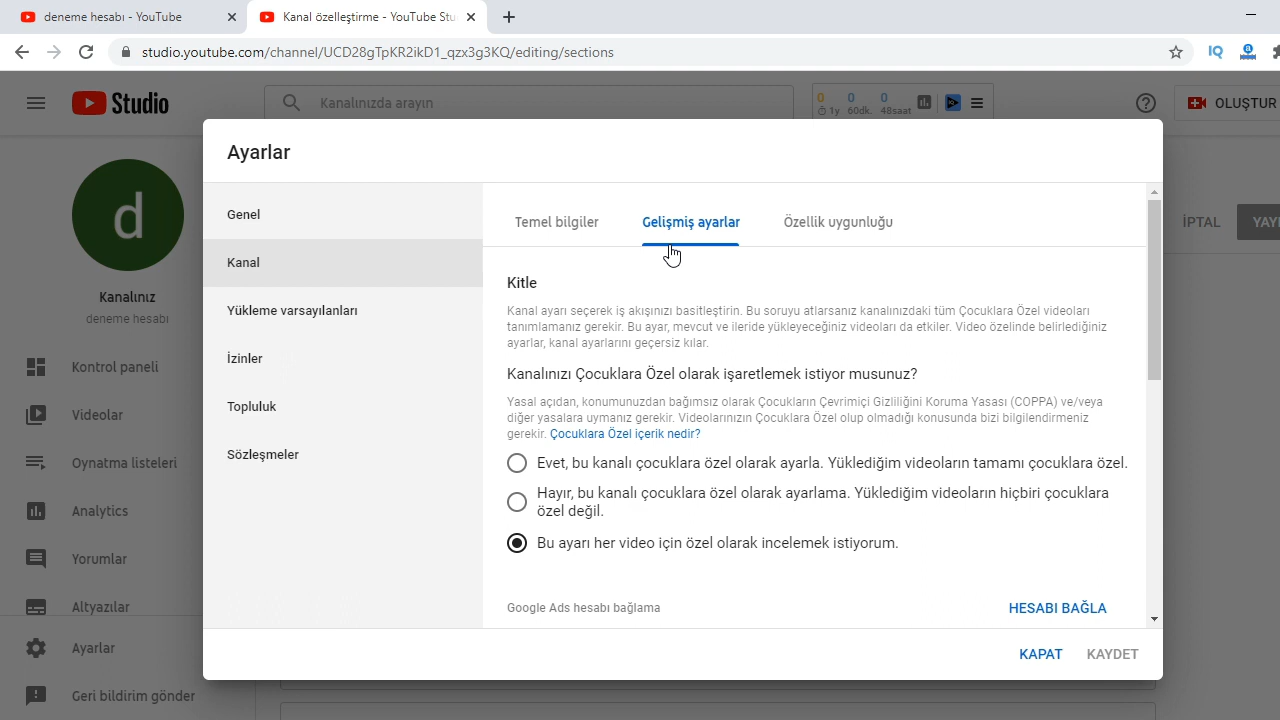 deneme hesabı - YouTube
Kanal özelleştirme - YouTube Stu
studio.youtube.com/channel/UCD28gTpKR2ikD1_qzx3g3KQ/editing/sections
IQ
a
Studio
Kanalınızda arayın
0 0 0
1y 60dk. 48saat
OLUŞTUR
Ayarlar
d
Kanalınız
deneme hesabı
Kontrol paneli
Videolar
Oynatma listeleri
Analytics
Yorumlar
Altyazılar
Ayarlar
Geri bildirim gönder
Genel
Kanal
Yükleme varsayılanları
İzinler
Topluluk
Sözleşmeler
Temel bilgiler
Gelişmiş ayarlar
Özellik uygunluğu
İPTAL
YAYI
Kitle
Kanal ayarı seçerek iş akışınızı basitleştirin. Bu soruyu atlarsanız kanalınızdaki tüm Çocuklara Özel videoları
tanımlamanız gerekir. Bu ayar, mevcut ve ileride yükleyeceğiniz videoları da etkiler. Video özelinde belirlediğiniz
ayarlar, kanal ayarlarını geçersiz kılar.
Kanalınızı Çocuklara Özel olarak işaretlemek istiyor musunuz?
Yasal açıdan, konumunuzdan bağımsız olarak Çocukların Çevrimiçi Gizliliğini Koruma Yasası (COPPA) ve/veya
diğer yasalara uymanız gerekir. Videolarınızın Çocuklara Özel olup olmadığı konusunda bizi bilgilendirmeniz
gerekir. Çocuklara Özel içerik nedir?
Evet, bu kanalı çocuklara özel olarak ayarla. Yüklediğim videoların tamamı çocuklara özel.
Hayır, bu kanalı çocuklara özel olarak ayarlama. Yüklediğim videoların hiçbiri çocuklara
özel değil.
Bu ayarı her video için özel olarak incelemek istiyorum.
Google Ads hesabı bağlama
HESABI BAĞLA
KAPAT
KAYDET